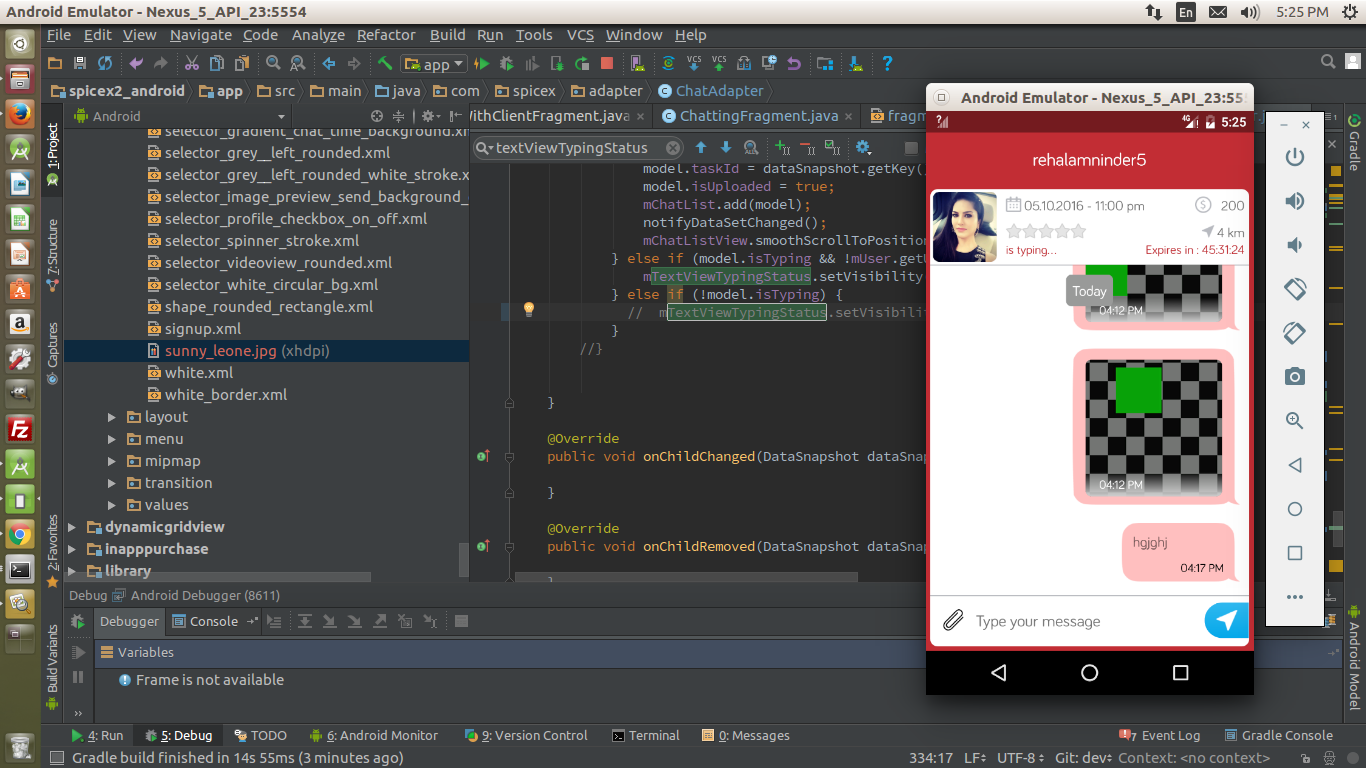 Android Emulator - Nexus_5_API_23:5554
En
5:25 PM
File Edit View Navigate Code Analyze Refactor Build Run Tools VCS Window Help
app
VCS VCS
spicex2_android app src main java com spicex adapter ChatAdapter
Android
WithClientFragment.java
ChattingFragment.java
fragm
textViewTypingStatus
selector_gradient_chat_time_background.xm
selector_grey__left_rounded.xml
selector_grey__left_rounded_white_stroke.x
selector_image_preview_send_background_
selector_profile_checkbox_on_off.xml
selector_spinner_stroke.xml
selector_videoview_rounded.xml
selector_white_circular_bg.xml
shape_rounded_rectangle.xml
signup.xml
sunny_leone.jpg (xhdpi)
white.xml
white_border.xml
layout
menu
mipmap
transition
values
dynamicgridview
inapppurchase
library
model.taskId = dataSnapshot.getKey(
model.isUploaded = true;
mChatList.add(model);
notifyDataSetChanged();
mChatListView.smoothScrollToPosition
} else if (model.isTyping && !mUser.getU
mTextViewTypingStatus.setVisibility
} else if (!model.isTyping) {
// mTextViewTypingStatus.setVisibili
}
//}
}
@Override
public void onChildChanged(DataSnapshot dataSnap
}
@Override
public void onChildRemoved(DataSnapshot dataSnap
}
1: Project
7: Structure
Captures
2: Favorites
Build Variants
Gradle
Android Model
Android Emulator - Nexus_5_API_23:55
4G
5:25
rehalamninder5
05.10.2016 - 11:00 pm
200
4 km
is typing...
Expires in : 45:31:24
Today
04:12 PM
04:12 PM
hgjghj
04:17 PM
Type your message
Debug Android Debugger (8611)
Debugger Console
Variables
Frame is not available
4: Run 5: Debug TODO 6: Android Monitor 9: Version Control Terminal 0: Messages
Event Log Gradle Console
Gradle build finished in 14s 55ms (3 minutes ago)
334:17 LF UTF-8 Git: dev Context: <no context>